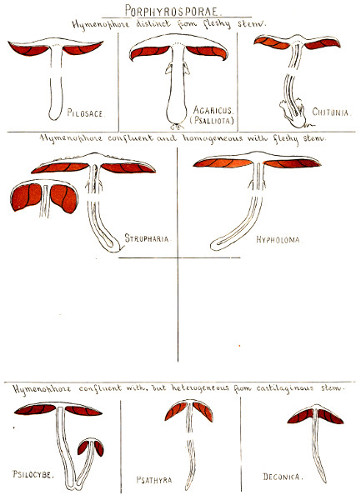 PORPHYROSPORAE.
Hymenophore distinct from fleshy stem.
PILOSACE.
AGARICUS
(PSALLIOTA)
CHITONIA.
Hymenophore confluent and homogeneous with fleshy stem.
STROPHARIA.
HYPHOLOMA
Hymenophore confluent with, but heterogeneous from cartilaginous stem.
PSILOCYBE.
PSATHYRA
DECONICA.